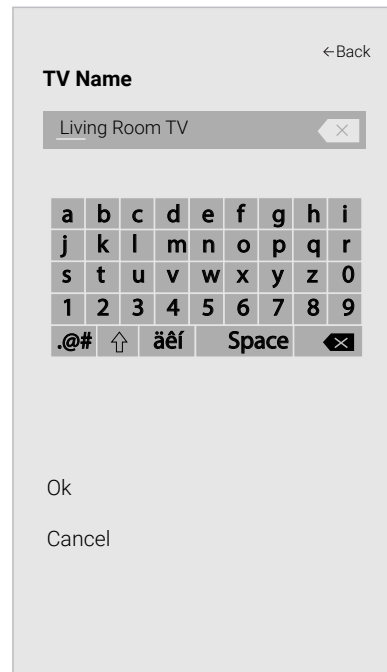 ←Back
TV Name
Living Room TV
a b c d e f g h i
j k l m n o p q r
s t u v w x y z 0
1 2 3 4 5 6 7 8 9
.@# äêí Space
Ok
Cancel